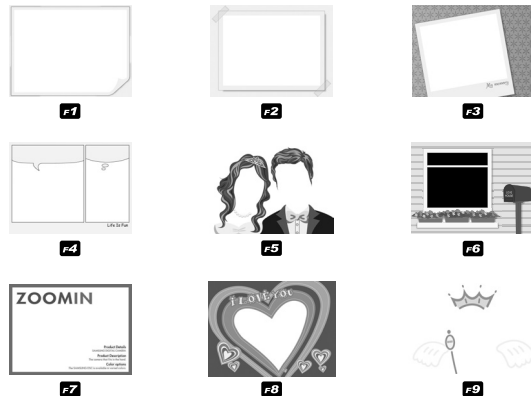 F1
F2
F3
F4
Life Is Fun
F5
F6
ZOOMIN
Product Details
Product Description
Color options
F7
I LOVE YOU
F8
F9